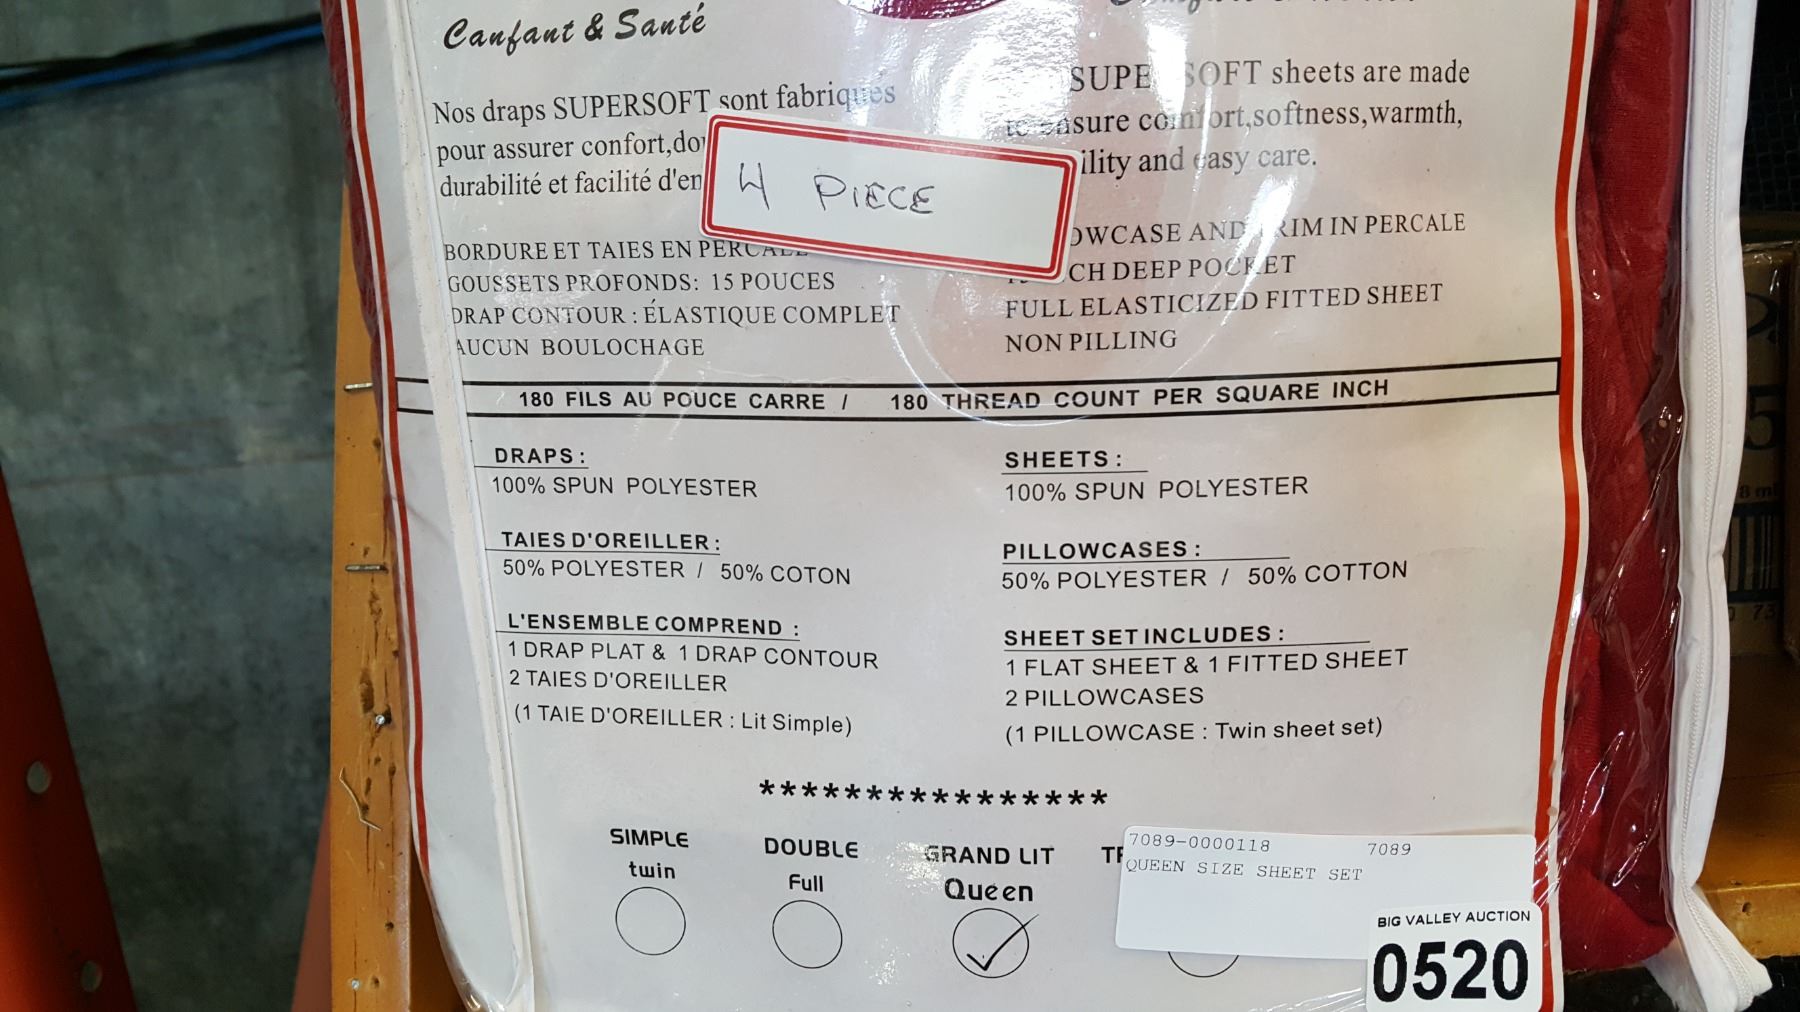 Canfant & Santé
Nos draps SUPERSOFT sont fabriqués
pour assurer confort,
durabilité et facilité
BORDURE ET TAIES EN PERCALE
GOUSSETS PROFONDS: 15 POUCES
DRAP CONTOUR : ÉLASTIQUE COMPLET
AUCUN BOULOCHAGE
4 PIECE
SUPERSOFT sheets are made
to ensure comfort,softness,warmth,
and easy care.
AND TRIM IN PERCALE
DEEP POCKET
FULL ELASTICIZED FITTED SHEET
NON PILLING
180 FILS AU POUCE CARRE / 180 THREAD COUNT PER SQUARE INCH
DRAPS :
100% SPUN POLYESTER
TAIES D'OREILLER :
50% POLYESTER / 50% COTON
L'ENSEMBLE COMPREND :
1 DRAP PLAT & 1 DRAP CONTOUR
2 TAIES D'OREILLER
(1 TAIE D'OREILLER : Lit Simple)
SHEETS :
100% SPUN POLYESTER
PILLOWCASES :
50% POLYESTER / 50% COTTON
SHEET SET INCLUDES :
1 FLAT SHEET & 1 FITTED SHEET
2 PILLOWCASES
(1 PILLOWCASE : Twin sheet set)
****************
SIMPLE
twin
DOUBLE
Full
GRAND LIT
Queen
7089-0000118 7089
QUEEN SIZE SHEET SET
BIG VALLEY AUCTION
0520